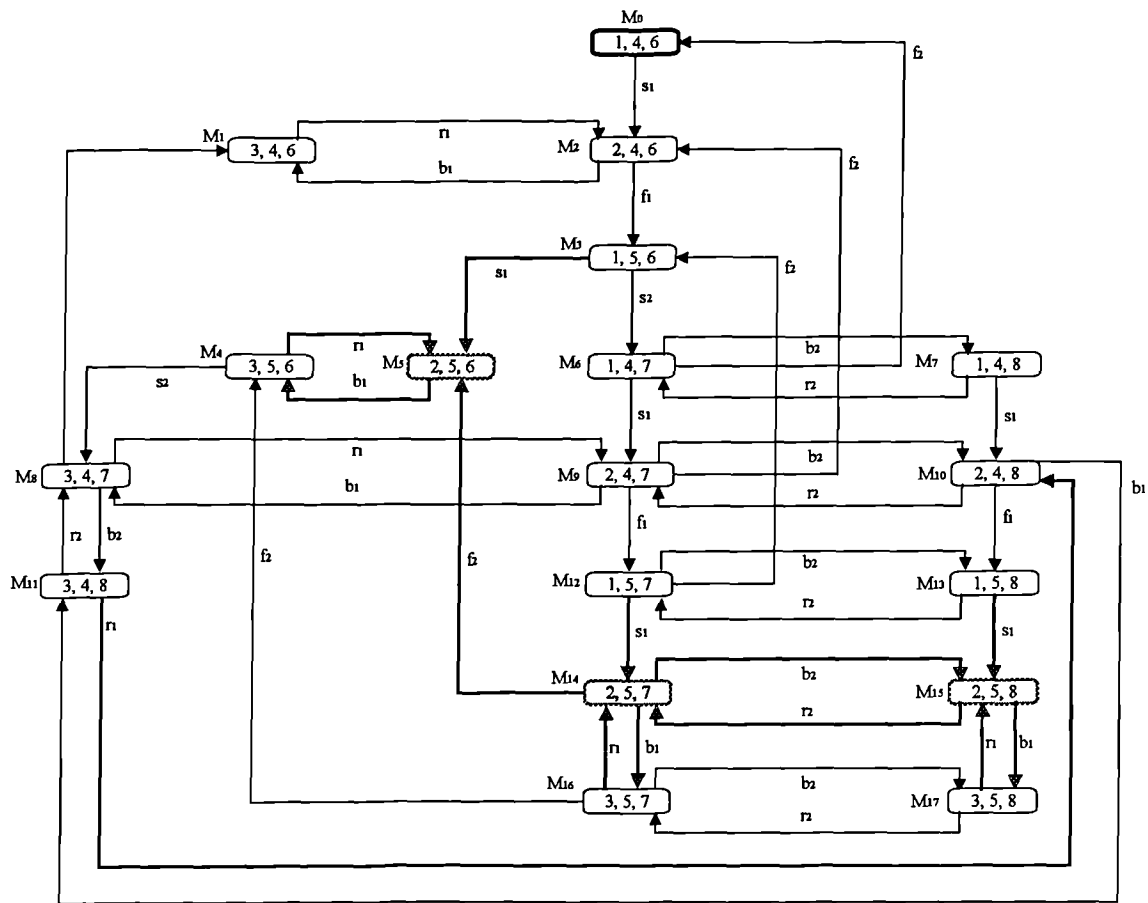 M0
1, 4, 6
f2
s1
M1
3, 4, 6
r1
b1
M2
2, 4, 6
f2
f1
M3
1, 5, 6
f2
s1
s2
M4
3, 5, 6
r1
b1
M5
2, 5, 6
s2
M6
1, 4, 7
b2
r2
M7
1, 4, 8
s1
s1
M8
3, 4, 7
r1
b1
M9
2, 4, 7
b2
r2
M10
2, 4, 8
b1
r2
b2
f1
f1
f2
f2
M11
3, 4, 8
r1
M12
1, 5, 7
b2
r2
M13
1, 5, 8
s1
s1
M14
2, 5, 7
b2
r2
M15
2, 5, 8
r1
b1
r1
b1
M16
3, 5, 7
b2
r2
M17
3, 5, 8